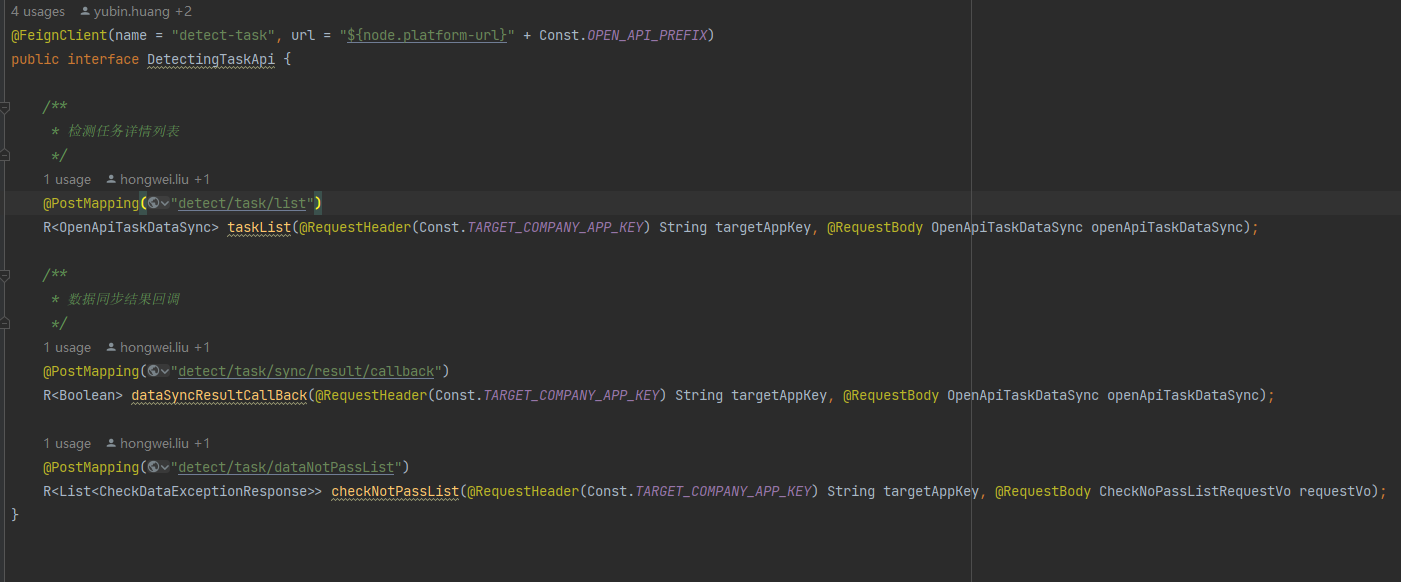 4 usages yubin.huang +2
@FeignClient(name = "detect-task", url = "${node.platform-url}" + Const.OPEN_API_PREFIX)
public interface DetectingTaskApi {
/**
* 检测任务详情列表
*/
1 usage hongwei.liu +1
@PostMapping("detect/task/list")
R<OpenApiTaskDataSync> taskList(@RequestHeader(Const.TARGET_COMPANY_APP_KEY) String targetAppKey, @RequestBody OpenApiTaskDataSync openApiTaskDataSync);
/**
* 数据同步结果回调
*/
1 usage hongwei.liu +1
@PostMapping("detect/task/sync/result/callback")
R<Boolean> dataSyncResultCallBack(@RequestHeader(Const.TARGET_COMPANY_APP_KEY) String targetAppKey, @RequestBody OpenApiTaskDataSync openApiTaskDataSync);
1 usage hongwei.liu +1
@PostMapping("detect/task/dataNotPassList")
R<List<CheckDataExceptionResponse>> checkNotPassList(@RequestHeader(Const.TARGET_COMPANY_APP_KEY) String targetAppKey, @RequestBody CheckNoPassListRequestVo requestVo);
}